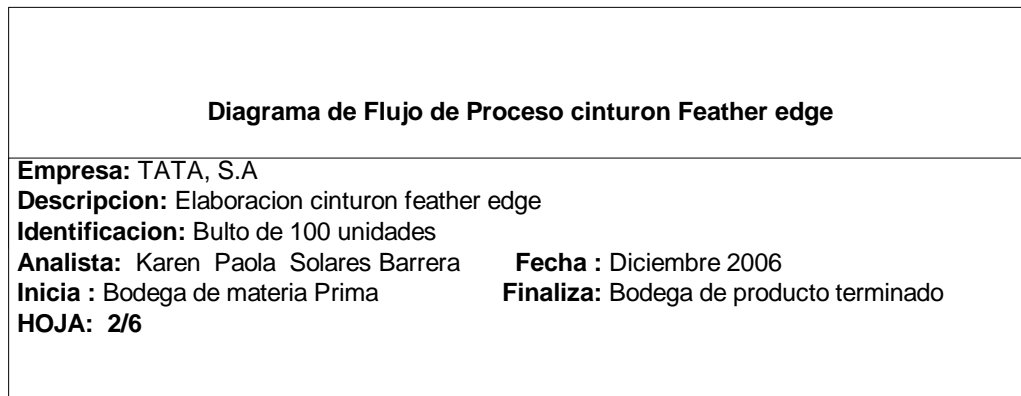 Diagrama de Flujo de Proceso cinturon Feather edge
Empresa: TATA, S.A
Descripcion: Elaboracion cinturon feather edge
Identificacion: Bulto de 100 unidades
Analista: Karen Paola Solares Barrera Fecha : Diciembre 2006
Inicia : Bodega de materia Prima Finaliza: Bodega de producto terminado
HOJA: 2/6